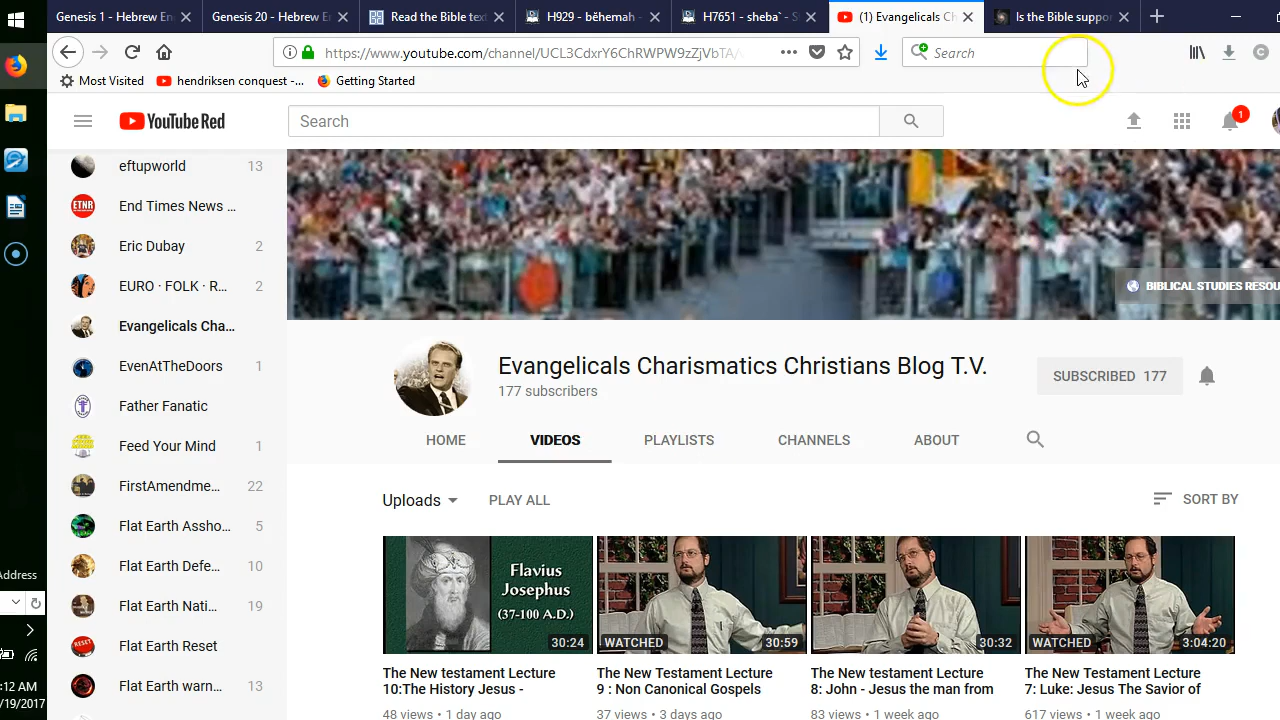 Genesis 1 - Hebrew En
Genesis 20 - Hebrew E
Read the Bible text
H929 - bĕhemah -
H7651 - sheba` - S
(1) Evangelicals C
Is the Bible suppo
https://www.youtube.com/channel/UCL3CdxrY6ChRWPW9zZjVbTA/
Search
Most Visited
hendriksen conquest -...
Getting Started
YouTube Red
Search
1
eftupworld 13
End Times News ...
Eric Dubay 2
EURO · FOLK · R... 2
Evangelicals Cha...
EvenAtTheDoors 1
Father Fanatic
Feed Your Mind 1
FirstAmendme... 22
Flat Earth Assho... 5
Flat Earth Defe... 10
Flat Earth Nati... 19
Flat Earth Reset
Flat Earth warn... 13
RESET
ETNR
Address
:12 AM
/19/2017
BIBLICAL STUDIES RESOU
Evangelicals Charismatics Christians Blog T.V.
177 subscribers
SUBSCRIBED 177
HOME
VIDEOS
PLAYLISTS
CHANNELS
ABOUT
Uploads
PLAY ALL
SORT BY
Flavius
Josephus
(37-100 A.D.)
30:24
WATCHED
30:59
30:32
WATCHED
3:04:20
The New testament Lecture
10:The History Jesus -
48 views • 1 day ago
The New Testament Lecture
9 : Non Canonical Gospels
37 views • 3 days ago
The New Testament Lecture
8: John - Jesus the man from
83 views • 1 week ago
The New Testament Lecture
7: Luke: Jesus The Savior of
617 views • 1 week ago